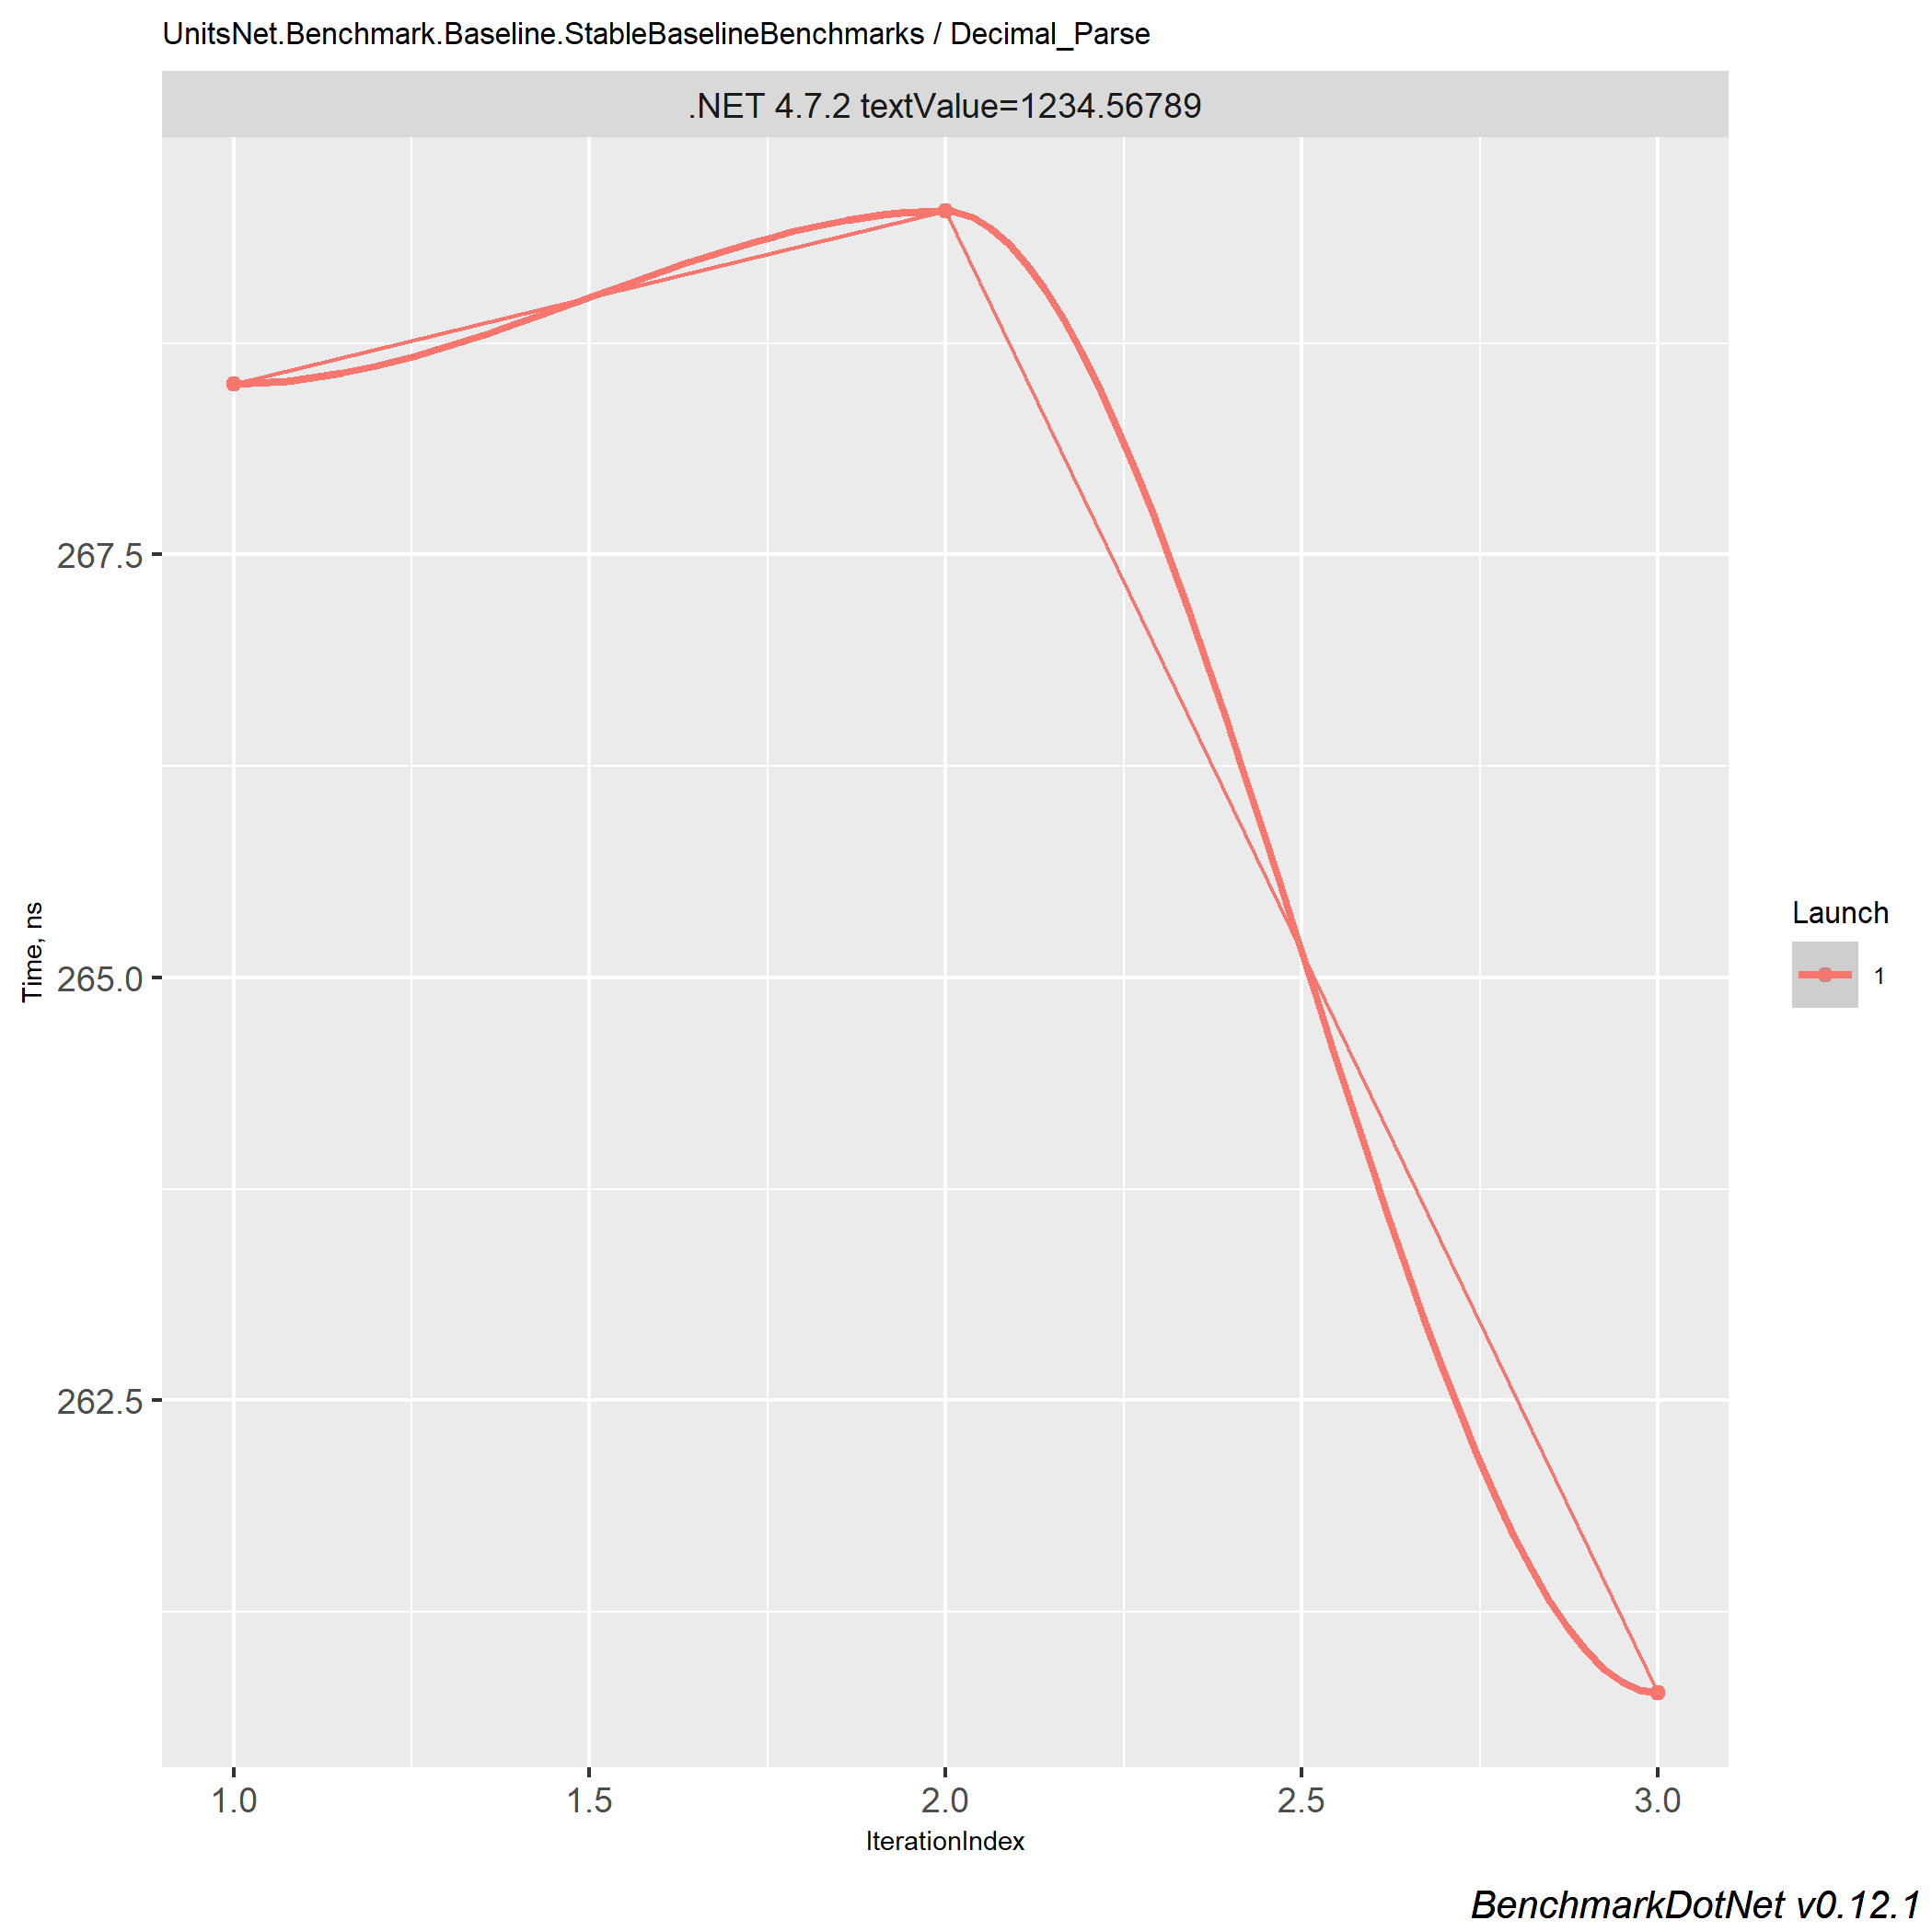 UnitsNet.Benchmark.Baseline.StableBaselineBenchmarks / Decimal_Parse
.NET 4.7.2 textValue=1234.56789
267.5
265.0
262.5
Time, ns
1.0 1.5 2.0 2.5 3.0
IterationIndex
Launch
1
BenchmarkDotNet v0.12.1